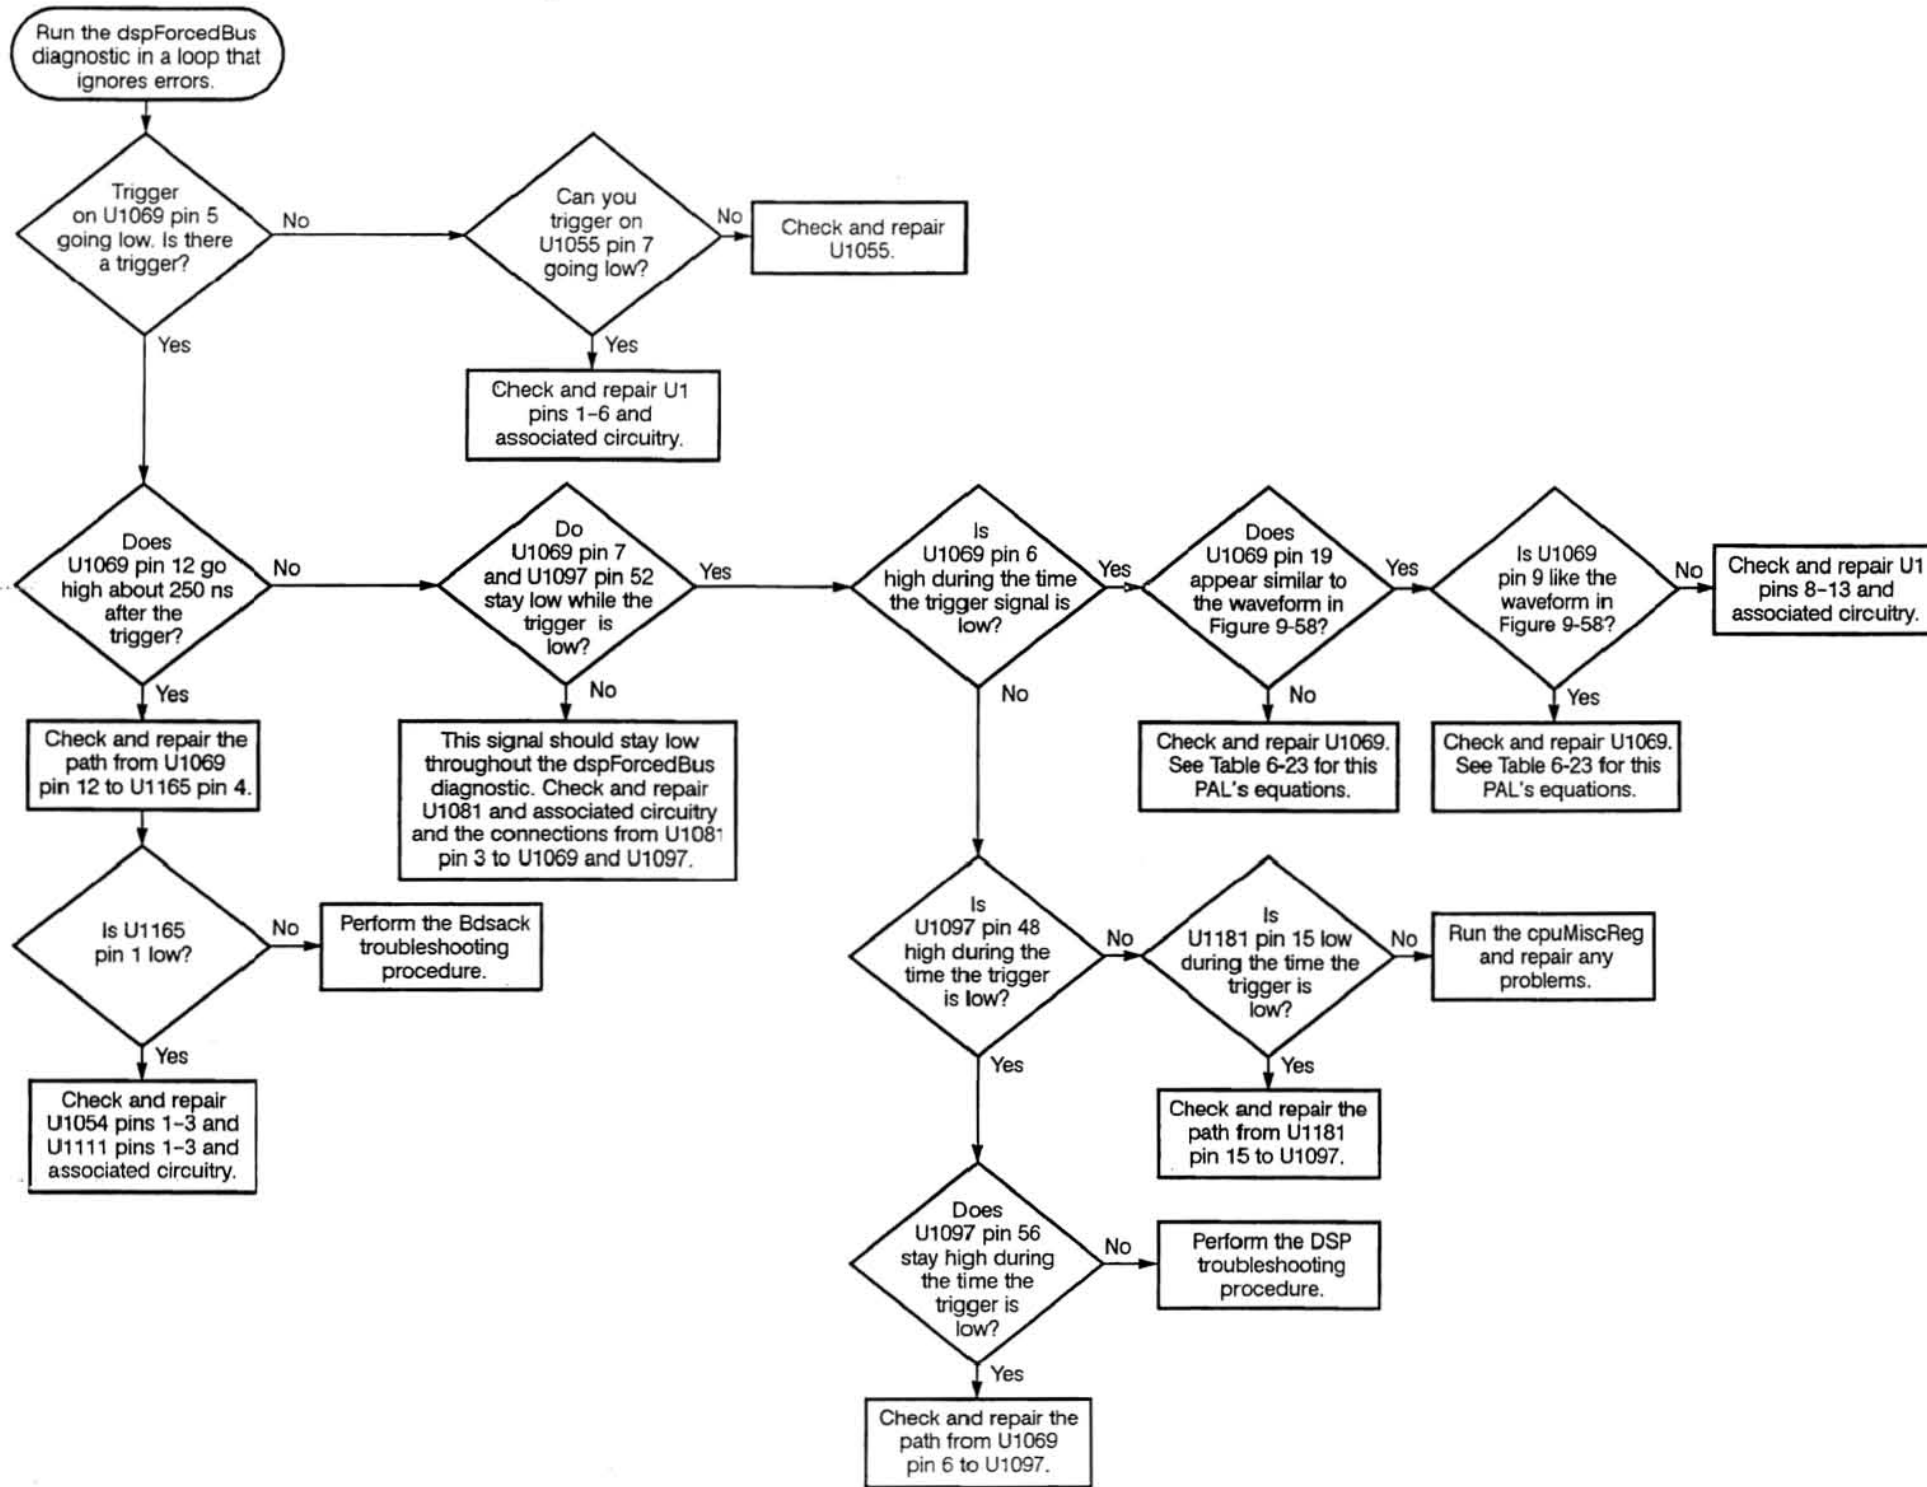 Run the dspForcedBus
diagnostic in a loop that
ignores errors.
Trigger
on U1069 pin 5
going low. Is there
a trigger?
No
Yes
Can you
trigger on
U1055 pin 7
going low?
No
Yes
Check and repair
U1055.
Check and repair U1
pins 1-6 and
associated circuitry.
Does
U1069 pin 12 go
high about 250 ns
after the
trigger?
No
Yes
Do
U1069 pin 7
and U1097 pin 52
stay low while the
trigger is
low?
Yes
No
Is
U1069 pin 6
high during the time
the trigger signal is
low?
Yes
No
Does
U1069 pin 19
appear similar to
the waveform in
Figure 9-58?
Yes
No
Is U1069
pin 9 like the
waveform in
Figure 9-58?
No
Yes
Check and repair U1
pins 8-13 and
associated circuitry.
Check and repair the
path from U1069
pin 12 to U1165 pin 4.
This signal should stay low
throughout the dspForcedBus
diagnostic. Check and repair
U1081 and associated circuitry
and the connections from U1081
pin 3 to U1069 and U1097.
Check and repair U1069.
See Table 6-23 for this
PAL's equations.
Check and repair U1069.
See Table 6-23 for this
PAL's equations.
Is U1165
pin 1 low?
No
Yes
Perform the Bdsack
troubleshooting
procedure.
Check and repair
U1054 pins 1-3 and
U1111 pins 1-3 and
associated circuitry.
Is
U1097 pin 48
high during the
time the trigger
is low?
No
Yes
Is
U1181 pin 15 low
during the time the
trigger is
low?
No
Yes
Run the cpuMiscReg
and repair any
problems.
Check and repair the
path from U1181
pin 15 to U1097.
Does
U1097 pin 56
stay high during
the time the
trigger is
low?
No
Yes
Perform the DSP
troubleshooting
procedure.
Check and repair the
path from U1069
pin 6 to U1097.